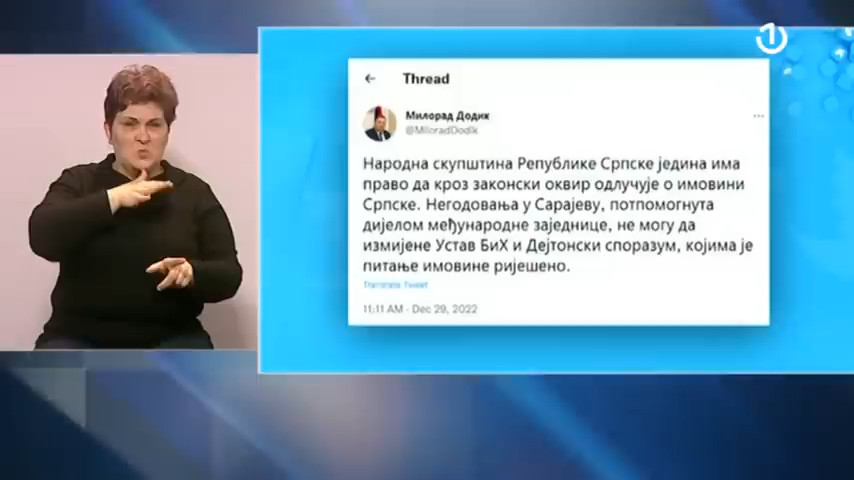 1
Thread
Милорад Додик
@MiloradDodik
Народна скупштина Републике Српске једина има
право да кроз законски оквир одлучује о имовини
Српске. Негодовања у Сарајеву, потпомогнута
дијелом међународне заједнице, не могу да
измијене Устав БиХ и Дејтонски споразум, којима је
питање имовине ријешено.
Translate Tweet
11:11 AM · Dec 29, 2022